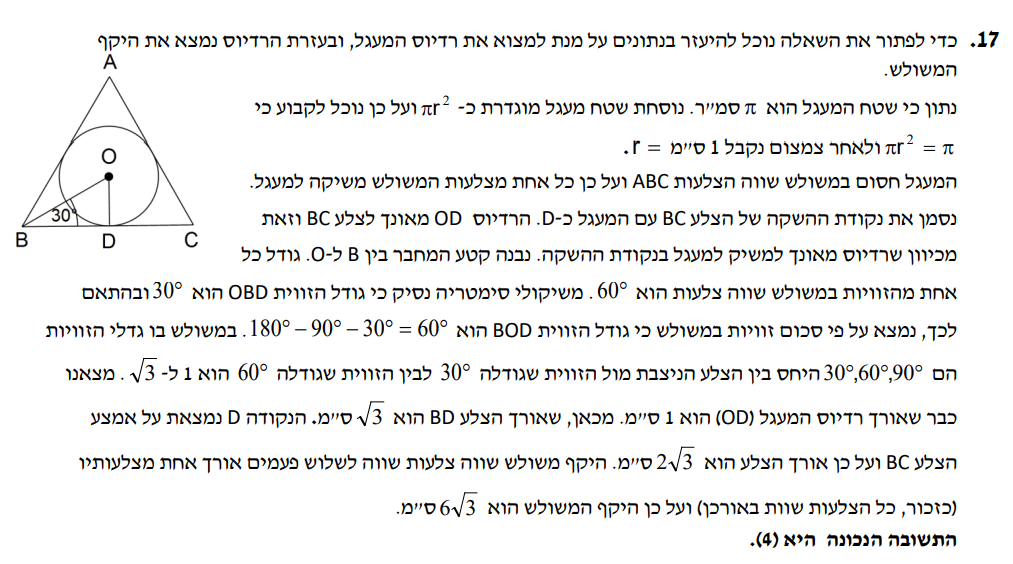 17. כדי לפתור את השאלה נוכל להיעזר בנתונים על מנת למצוא את רדיוס המעגל, ובעזרת הרדיוס נמצא את היקף
המשולש.
A
נתון כי שטח המעגל הוא π סמ״ר. נוסחת שטח מעגל מוגדרת כ- πr² ועל כן נוכל לקבוע כי
πr² = π ולאחר צמצום נקבל 1 ס״מ = r.
O
המעגל חסום במשולש שווה הצלעות ABC ועל כן כל אחת מצלעות המשולש משיקה למעגל.
נסמן את נקודת ההשקה של הצלע BC עם המעגל כ-D. הרדיוס OD מאונך לצלע BC וזאת
30°
B D C
מכיוון שרדיוס מאונך למשיק למעגל בנקודת ההשקה. נבנה קטע המחבר בין B ל-O. גודל כל
אחת מהזוויות במשולש שווה צלעות הוא 60°. משיקולי סימטריה נסיק כי גודל הזווית OBD הוא 30° ובהתאם
לכך, נמצא על פי סכום זוויות במשולש כי גודל הזווית BOD הוא 180° – 90° – 30° = 60°. במשולש בו גדלי הזוויות
הם 30°,60°,90° היחס בין הצלע הניצבת מול הזווית שגודלה 30° לבין הזווית שגודלה 60° הוא 1 ל- √3. מצאנו
כבר שאורך רדיוס המעגל (OD) הוא 1 ס״מ. מכאן, שאורך הצלע BD הוא √3 ס״מ. הנקודה D נמצאת על אמצע
הצלע BC ועל כן אורך הצלע הוא 2√3 ס״מ. היקף משולש שווה צלעות שווה לשלוש פעמים אורך אחת מצלעותיו
(כזכור, כל הצלעות שוות באורכן) ועל כן היקף המשולש הוא 6√3 ס״מ.
התשובה הנכונה היא (4).